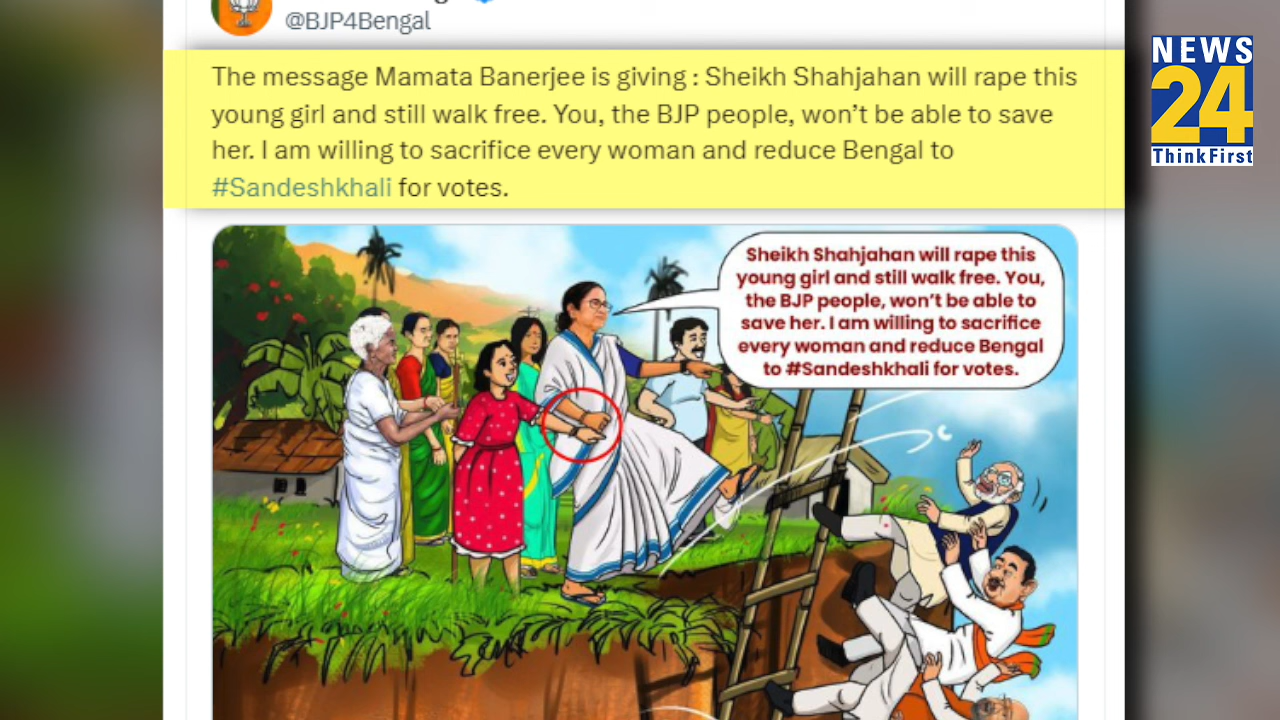 @BJP4Bengal
The message Mamata Banerjee is giving : Sheikh Shahjahan will rape this
young girl and still walk free. You, the BJP people, won’t be able to save
her. I am willing to sacrifice every woman and reduce Bengal to
#Sandeshkhali for votes.
Sheikh Shahjahan will rape this
young girl and still walk free. You,
the BJP people, won’t be able to
save her. I am willing to sacrifice
every woman and reduce Bengal
to #Sandeshkhali for votes.
NEWS
24
ThinkFirst